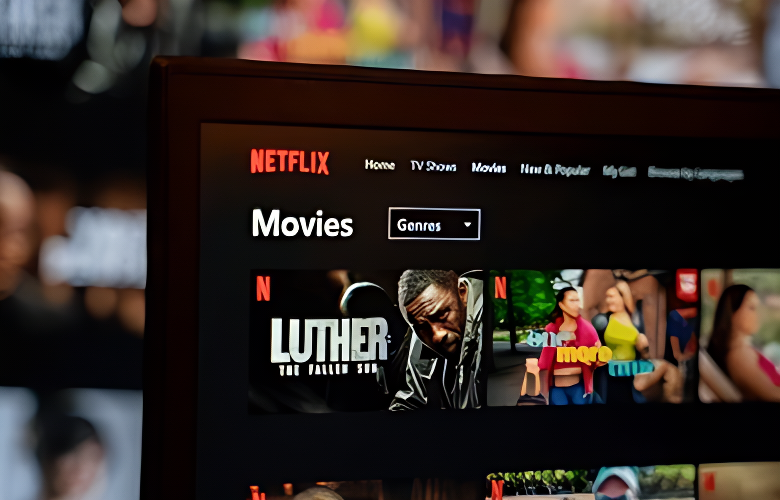 NETFLIX
Home TV Shows Movies New & Popular My List Browse by Languages
Movies
Genres
N
LUTHER:
THE FALLEN SUN
N
one
more
N
N